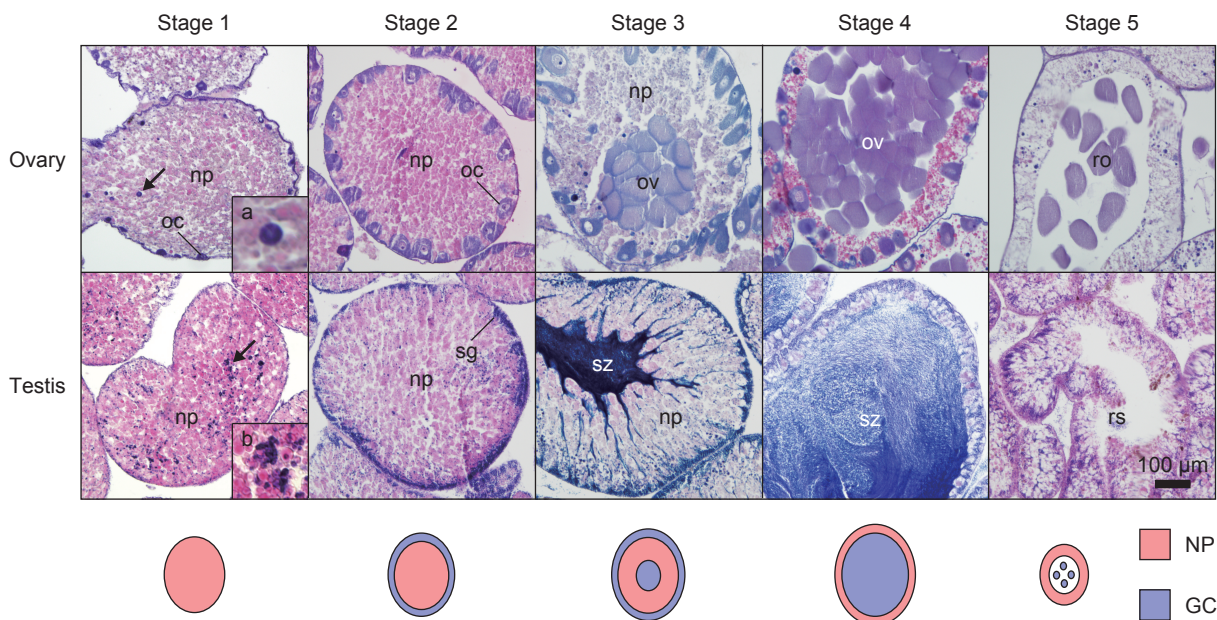 Stage 1 Stage 2 Stage 3 Stage 4 Stage 5
Ovary
np
oc
a
np
oc
np
ov
ov
ro
Testis
np
b
sg
np
sz
np
sz
rs
100 µm
NP
GC